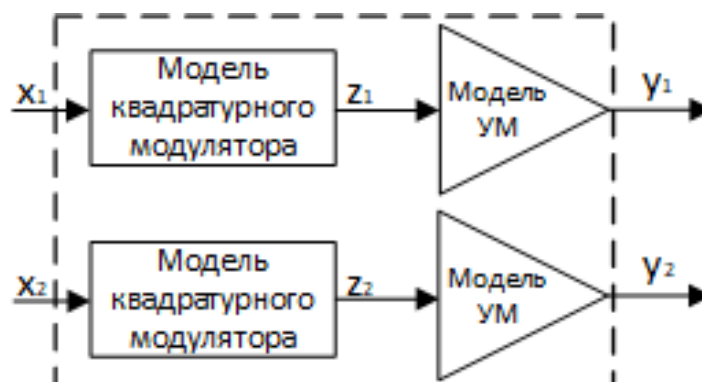 x₁
Модель
квадратурного
модулятора
z₁
Модель
УМ
y₁
x₂
Модель
квадратурного
модулятора
z₂
Модель
УМ
y₂